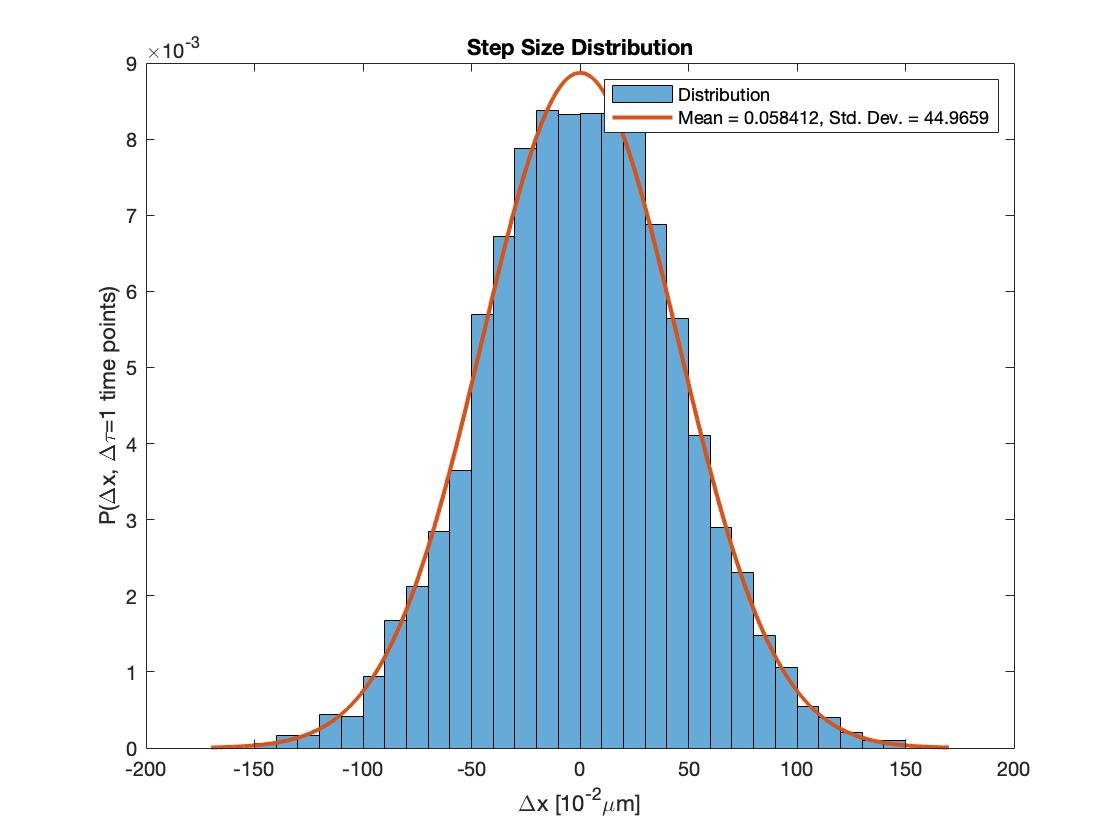 Step Size Distribution
×10⁻³
Distribution
Mean = 0.058412, Std. Dev. = 44.9659
9
8
7
6
5
4
3
2
1
0
P(Δx, Δτ=1 time points)
-200 -150 -100 -50 0 50 100 150 200
Δx [10⁻²μm]